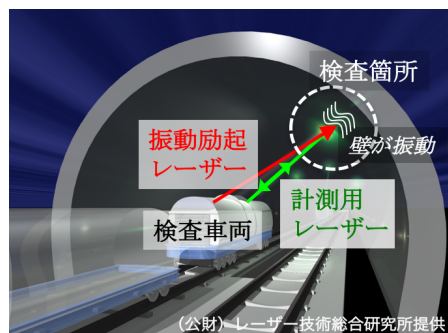 検査箇所
壁が振動
振動励起
レーザー
計測用
レーザー
検査車両
（公財）レーザー技術総合研究所提供